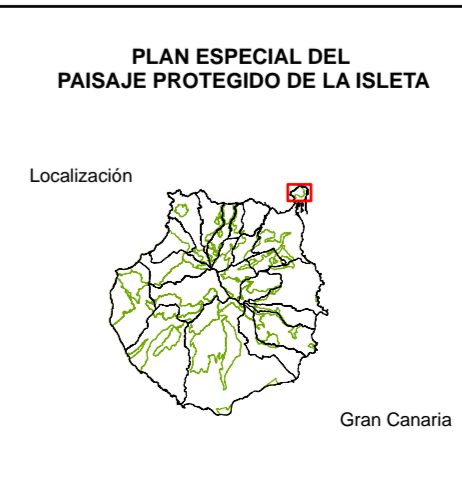 PLAN ESPECIAL DEL
PAISAJE PROTEGIDO DE LA ISLETA
Localización
Gran Canaria